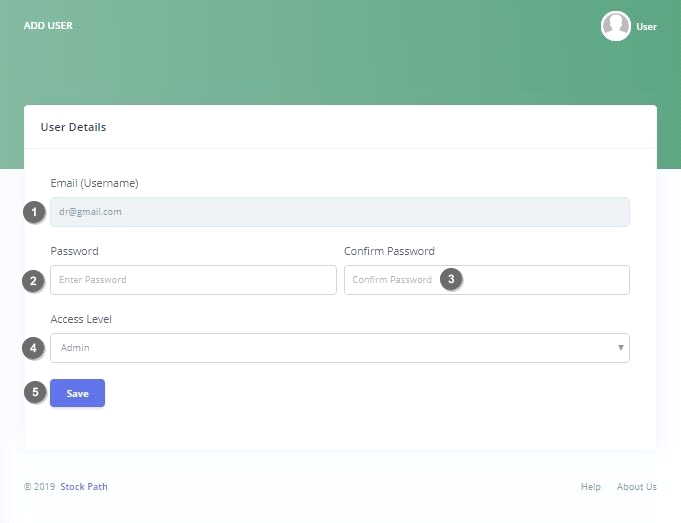 ADD USER
User
User Details
Email (Username)
1 dr@gmail.com
Password Confirm Password
2 Enter Password Confirm Password 3
Access Level
4 Admin
5 Save
© 2019 Stock Path Help About Us